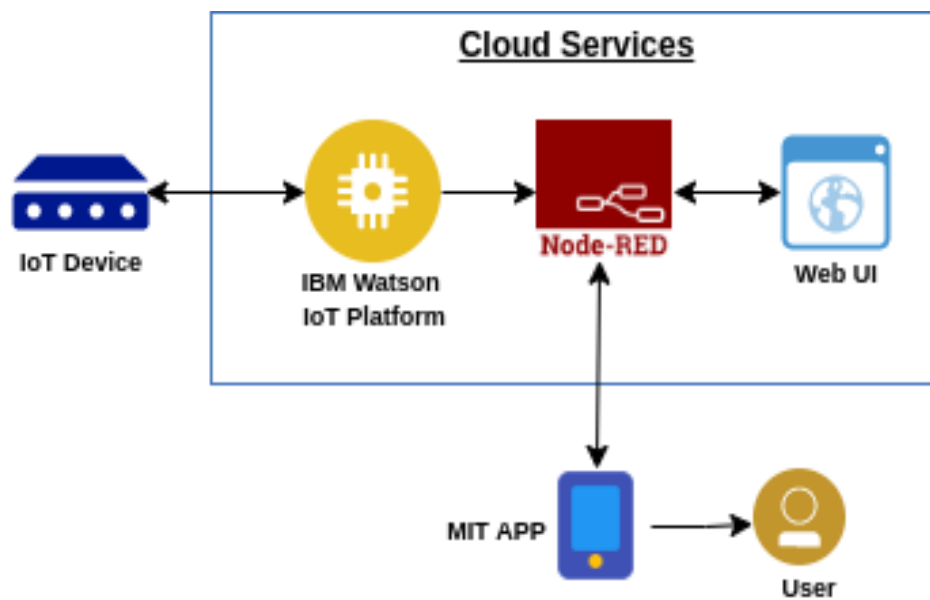 Cloud Services
IoT Device
IBM Watson
IoT Platform
Node-RED
Web UI
MIT APP
User